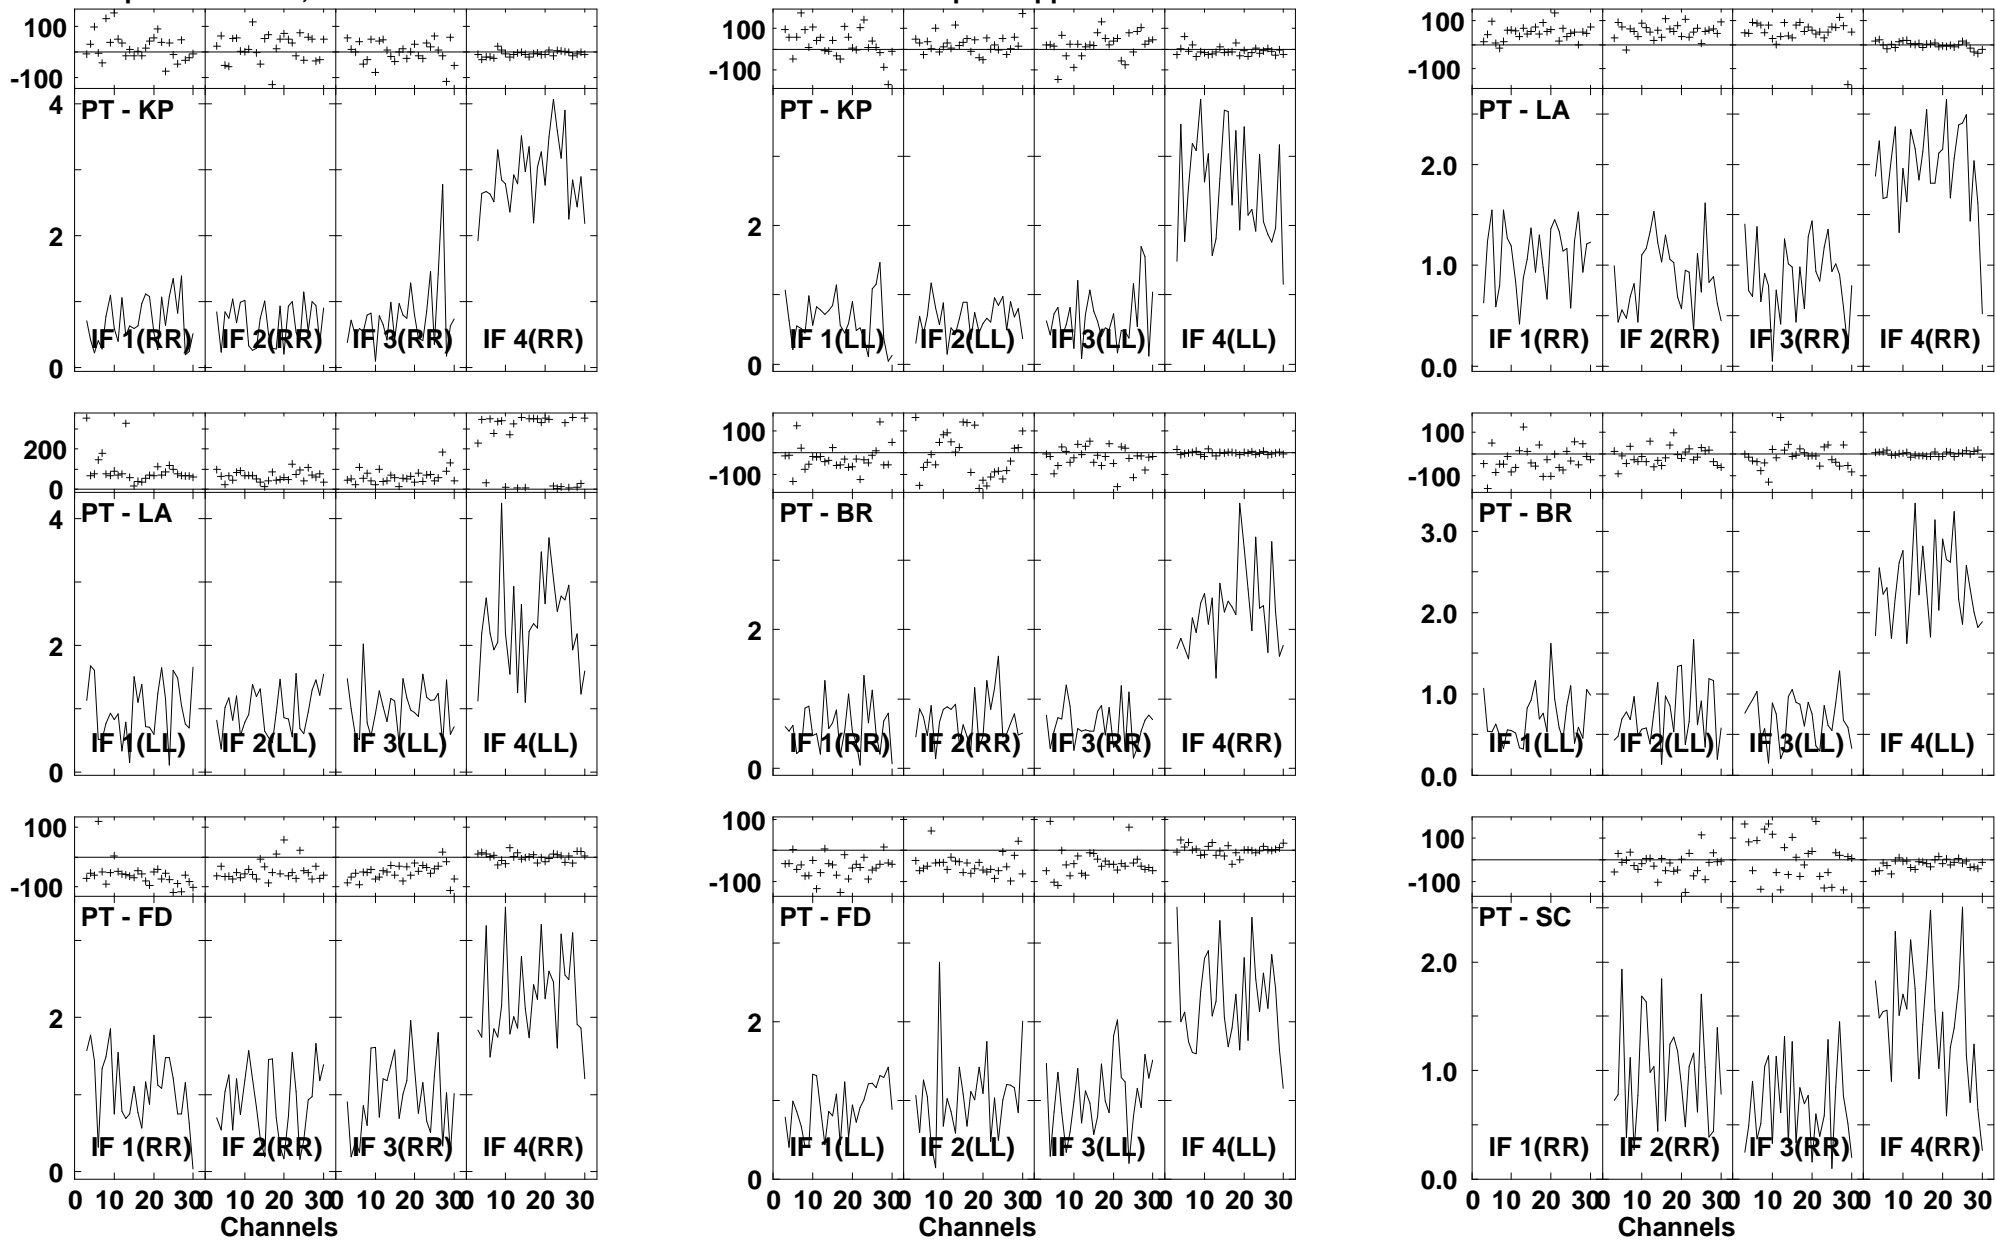 100
-100
PT - KP
4
2
0
IF 1(RR) IF 2(RR) IF 3(RR) IF 4(RR)
100
-100
PT - KP
2
0
IF 1(LL) IF 2(LL) IF 3(LL) IF 4(LL)
100
-100
PT - LA
2.0
1.0
0.0
IF 1(RR) IF 2(RR) IF 3(RR) IF 4(RR)
200
0
PT - LA
4
2
0
IF 1(LL) IF 2(LL) IF 3(LL) IF 4(LL)
100
-100
PT - BR
2
0
IF 1(RR) IF 2(RR) IF 3(RR) IF 4(RR)
100
-100
PT - BR
3.0
2.0
1.0
0.0
IF 1(LL) IF 2(LL) IF 3(LL) IF 4(LL)
100
-100
PT - FD
2
0
IF 1(RR) IF 2(RR) IF 3(RR) IF 4(RR)
0 10 20 30 0 10 20 30 0 10 20 30 0 10 20 30
Channels
100
-100
PT - FD
2
0
IF 1(LL) IF 2(LL) IF 3(LL) IF 4(LL)
0 10 20 30 0 10 20 30 0 10 20 30 0 10 20 30
Channels
100
-100
PT - SC
2.0
1.0
0.0
IF 1(RR) IF 2(RR) IF 3(RR) IF 4(RR)
0 10 20 30 0 10 20 30 0 10 20 30 0 10 20 30
Channels